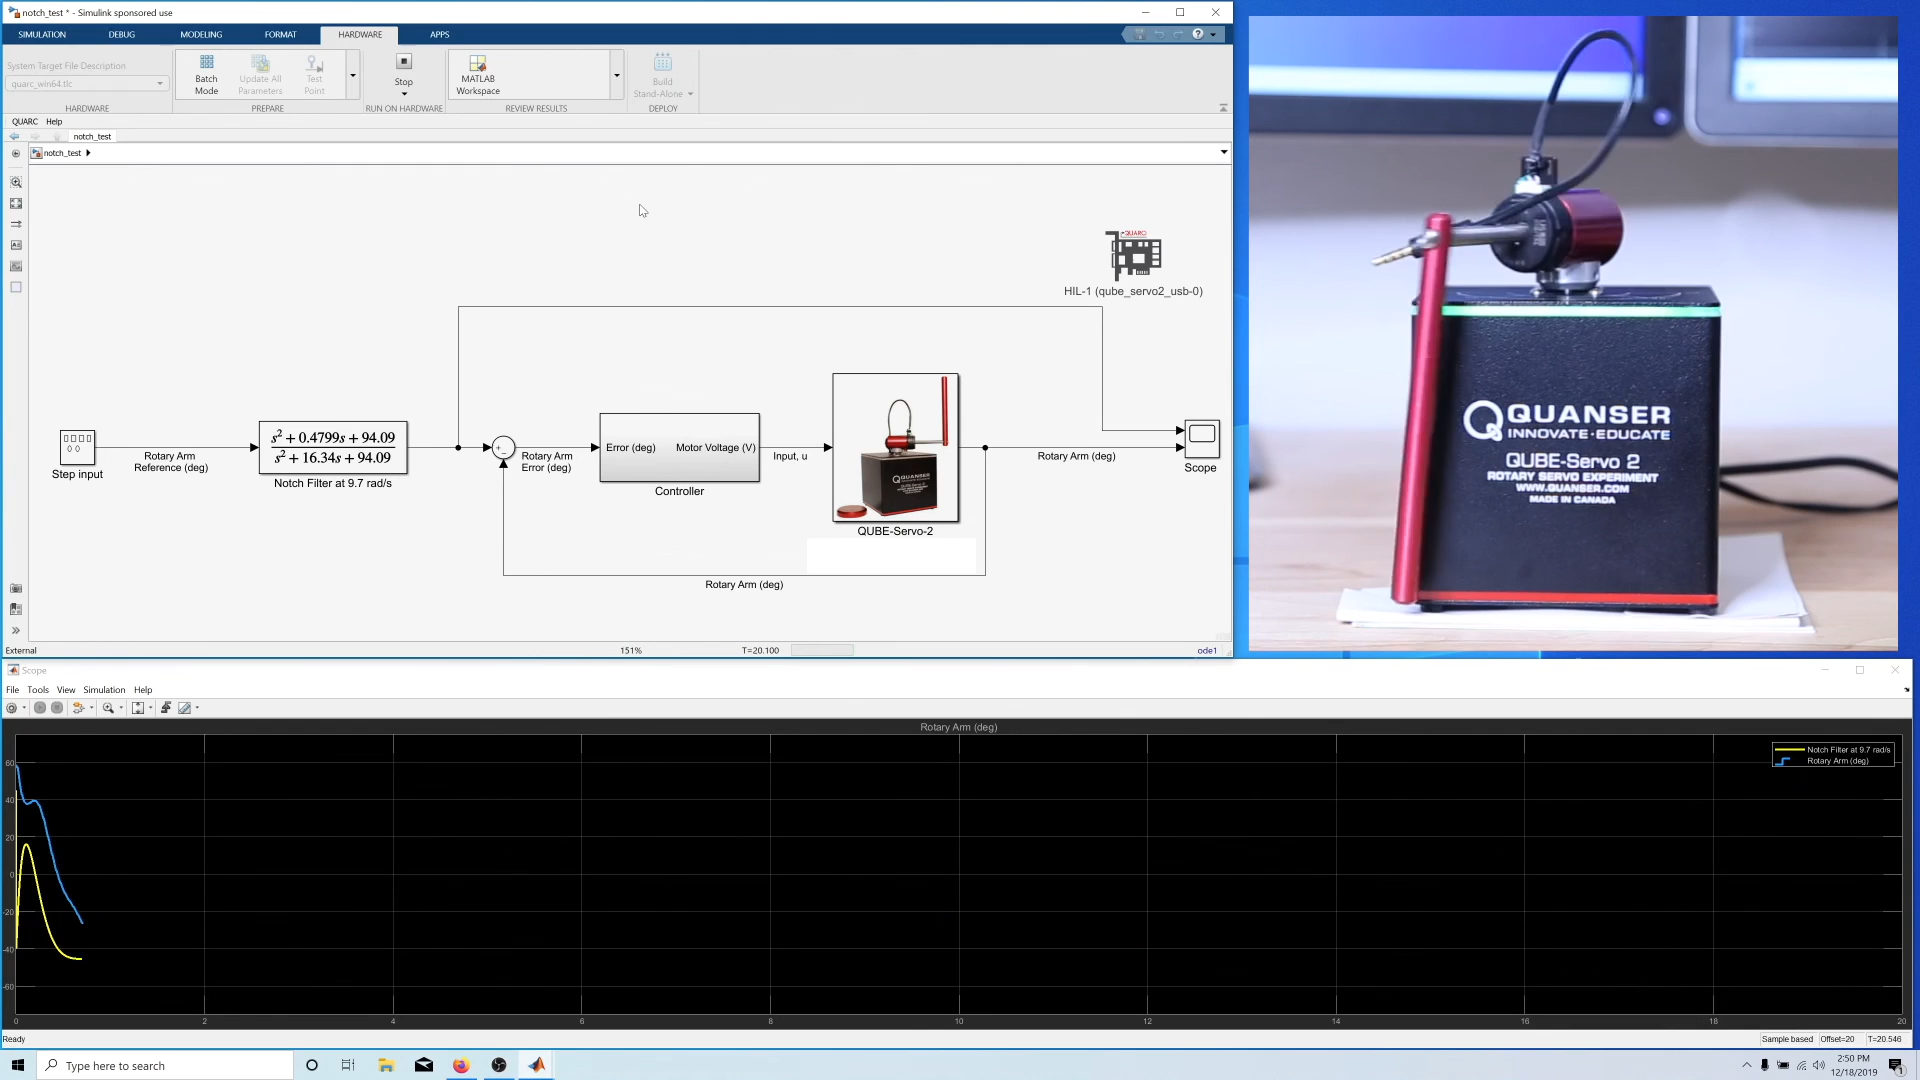 notch_test * - Simulink sponsored use
SIMULATION DEBUG MODELING FORMAT HARDWARE APPS
System Target File Description
quarc_win64.tlc
Batch Mode
Update All Parameters
Test Point
Stop
MATLAB Workspace
Build Stand-Alone
HARDWARE PREPARE RUN ON HARDWARE REVIEW RESULTS DEPLOY
QUARC Help
notch_test
notch_test
QUARC
HIL-1 (qube_servo2_usb-0)
Step input
Rotary Arm
Reference (deg)
s² + 0.4799s + 94.09
s² + 16.34s + 94.09
Notch Filter at 9.7 rad/s
Rotary Arm
Error (deg)
Error (deg) Motor Voltage (V)
Controller
Input, u
QUANSER
QUBE-Servo-2
Rotary Arm (deg)
Scope
Rotary Arm (deg)
External 151% T=20.100 ode1
QUANSER
INNOVATE·EDUCATE
QUBE-Servo 2
ROTARY SERVO EXPERIMENT
WWW.QUANSER.COM
MADE IN CANADA
Scope
File Tools View Simulation Help
Rotary Arm (deg)
Notch Filter at 9.7 rad/s
Rotary Arm (deg)
60
40
20
0
-20
-40
-60
0 2 4 6 8 10 12 14 16 18 20
Ready Sample based Offset=20 T=20.546
Type here to search
2:50 PM
12/18/2019